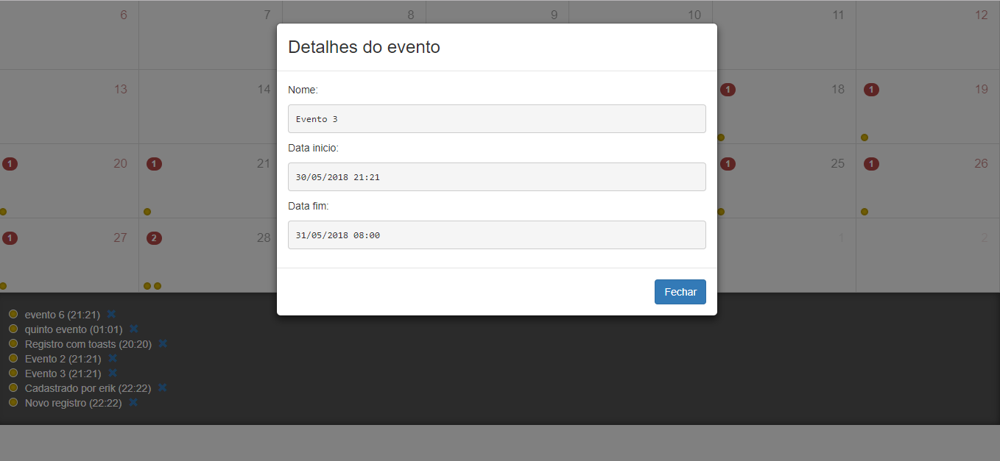 6 7 8 9 10 11 12
Detalhes do evento
Nome:
Evento 3
Data inicio:
30/05/2018 21:21
Data fim:
31/05/2018 08:00
Fechar
13 14 1 18 1 19
1 20 1 21 1 25 1 26
1 27 2 28 1 2
evento 6 (21:21)
quinto evento (01:01)
Registro com toasts (20:20)
Evento 2 (21:21)
Evento 3 (21:21)
Cadastrado por erik (22:22)
Novo registro (22:22)